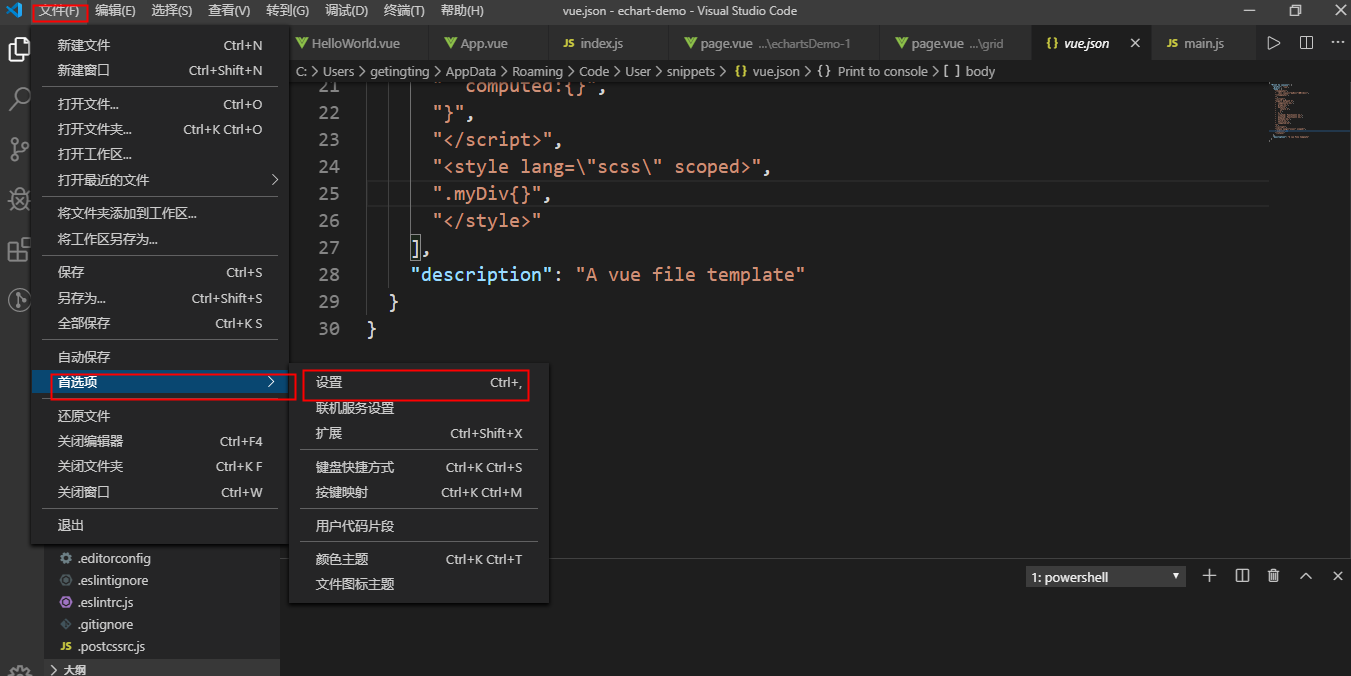 文件(F) 编辑(E) 选择(S) 查看(V) 转到(G) 调试(D) 终端(T) 帮助(H) vue.json - echart-demo - Visual Studio Code
HelloWorld.vue App.vue JS index.js page.vue ...\echartsDemo-1 page.vue ...\grid {} vue.json JS main.js
C: > Users > getingting > AppData > Roaming > Code > User > snippets > {} vue.json > {} Print to console > [ ] body
新建文件 Ctrl+N
新建窗口 Ctrl+Shift+N
打开文件... Ctrl+O
打开文件夹... Ctrl+K Ctrl+O
打开工作区...
打开最近的文件
将文件夹添加到工作区...
将工作区另存为...
保存 Ctrl+S
另存为... Ctrl+Shift+S
全部保存 Ctrl+K S
自动保存
首选项
还原文件
关闭编辑器 Ctrl+F4
关闭文件夹 Ctrl+K F
关闭窗口 Ctrl+W
退出
21 " computed:{}",
22 "}",
23 "</script>",
24 "<style lang=\"scss\" scoped>",
25 ".myDiv{}",
26 "</style>"
27 ],
28 "description": "A vue file template"
29 }
30 }
设置 Ctrl+,
联机服务设置
扩展 Ctrl+Shift+X
键盘快捷方式 Ctrl+K Ctrl+S
按键映射 Ctrl+K Ctrl+M
用户代码片段
颜色主题 Ctrl+K Ctrl+T
文件图标主题
.editorconfig
.eslintignore
.eslintrc.js
.gitignore
JS .postcssrc.js
大纲
1: powershell